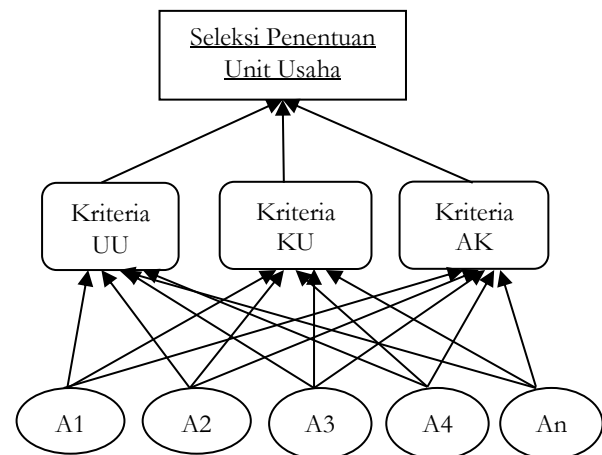 Seleksi Penentuan
Unit Usaha
Kriteria
UU
Kriteria
KU
Kriteria
AK
A1
A2
A3
A4
An